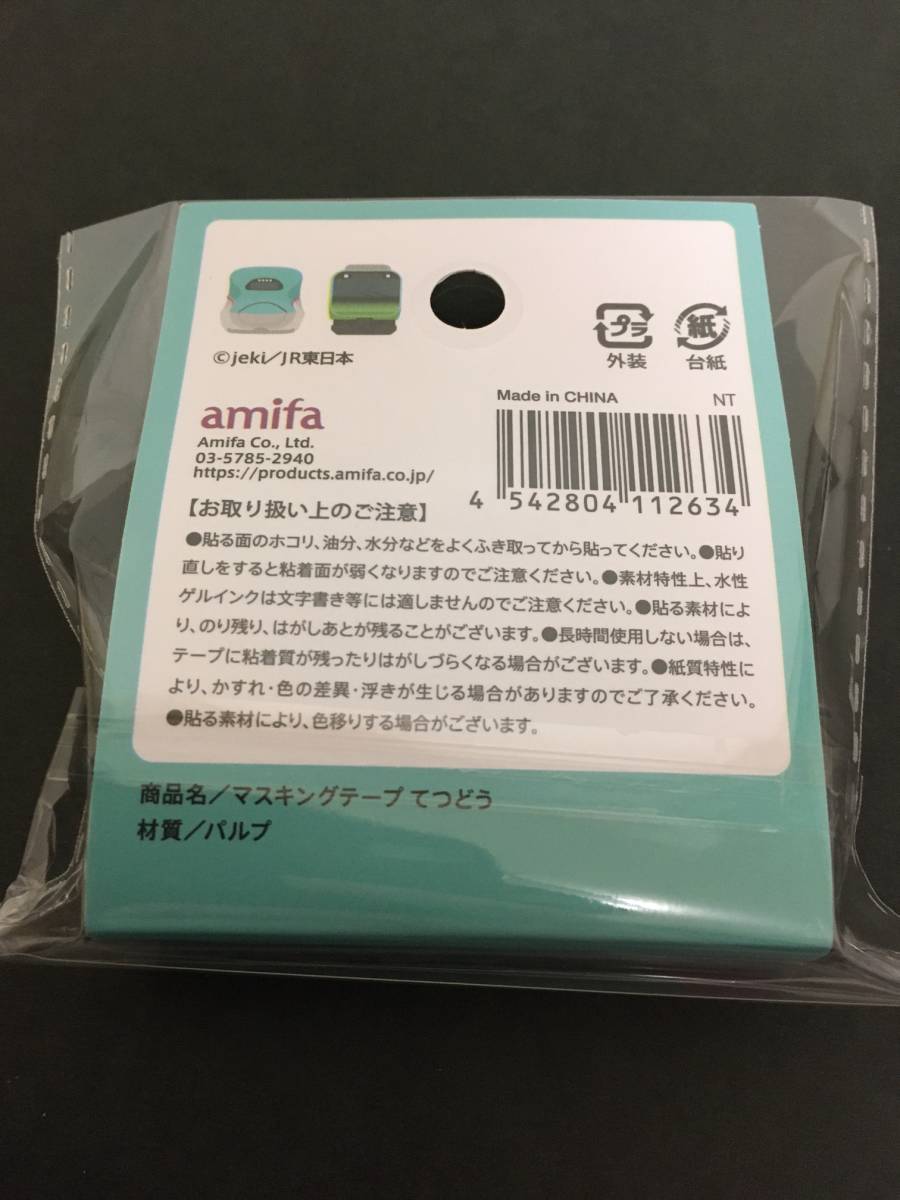 ©jeki／JR東日本
プラ
外装
紙
台紙
amifa
Amifa Co., Ltd.
03-5785-2940
https://products.amifa.co.jp/
Made in CHINA
NT
4 542804 112634
【お取り扱い上のご注意】
●貼る面のホコリ、油分、水分などをよくふき取ってから貼ってください。●貼り
直しをすると粘着面が弱くなりますのでご注意ください。●素材特性上、水性
ゲルインクは文字書き等には適しませんのでご注意ください。●貼る素材によ
り、のり残り、はがしあとが残ることがございます。●長時間使用しない場合は、
テープに粘着質が残ったりはがしづらくなる場合がございます。●紙質特性に
より、かすれ・色の差異・浮きが生じる場合がありますのでご了承ください。
●貼る素材により、色移りする場合がございます。
商品名／マスキングテープ てつどう
材質／パルプ